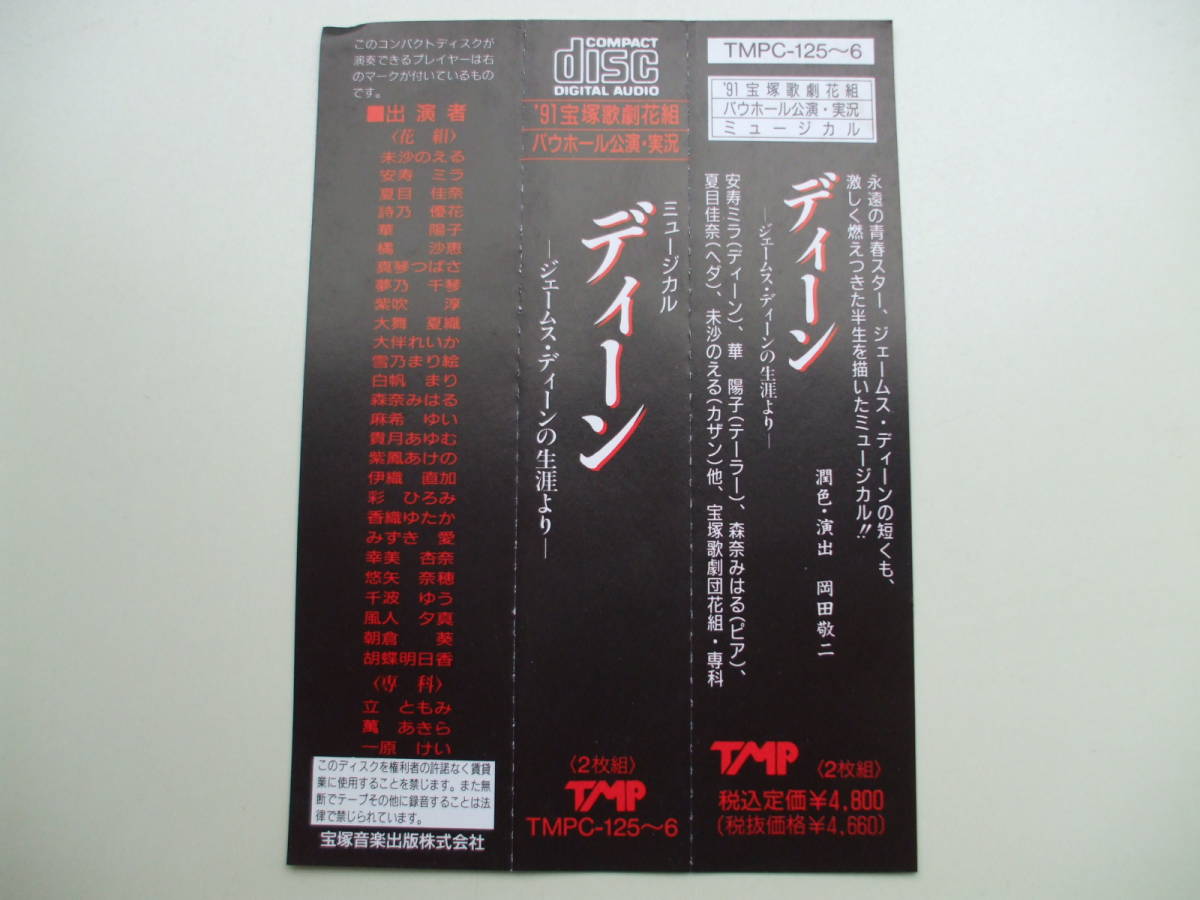 このコンパクトディスクが
演奏できるプレイヤーは右
のマークが付いているもの
です。
■出演者
〈花 組〉
未沙のえる
安寿 ミラ
夏目 佳奈
詩乃 優花
華 陽子
橘 沙恵
真琴つばさ
夢乃 千琴
紫吹 淳
大舞 夏織
大伴れいか
雪乃まり絵
白帆 まり
森奈みはる
麻希 ゆい
貴月あゆむ
紫鳳あけの
伊織 直加
彩 ひろみ
香織ゆたか
みずき 愛
幸美 杏奈
悠矢 奈穂
千波 ゆう
風人 夕真
朝倉 葵
胡蝶明日香
〈専 科〉
立 ともみ
萬 あきら
一原 けい
このディスクを権利者の許諾なく賃貸
業に使用することを禁じます。また無
断でテープその他に録音することは法
律で禁じられています。
宝塚音楽出版株式会社
COMPACT
disc
DIGITAL AUDIO
'91宝塚歌劇花組
バウホール公演・実況
ミュージカル
ディーン
―ジェームス・ディーンの生涯より―
〈2枚組〉
TMP
TMPC-125〜6
TMPC-125〜6
'91宝塚歌劇花組
バウホール公演・実況
ミュージカル
永遠の青春スター、ジェームス・ディーンの短くも、
激しく燃えつきた半生を描いたミュージカル!!
潤色・演出 岡田敬二
ディーン
―ジェームス・ディーンの生涯より―
安寿ミラ(ディーン)、華 陽子(テーラー)、森奈みはる(ピア)、
夏目佳奈(ヘダ)、未沙のえる(カザン)他、宝塚歌劇団花組・専科
TMP
〈2枚組〉
税込定価¥4,800
(税抜価格¥4,660)